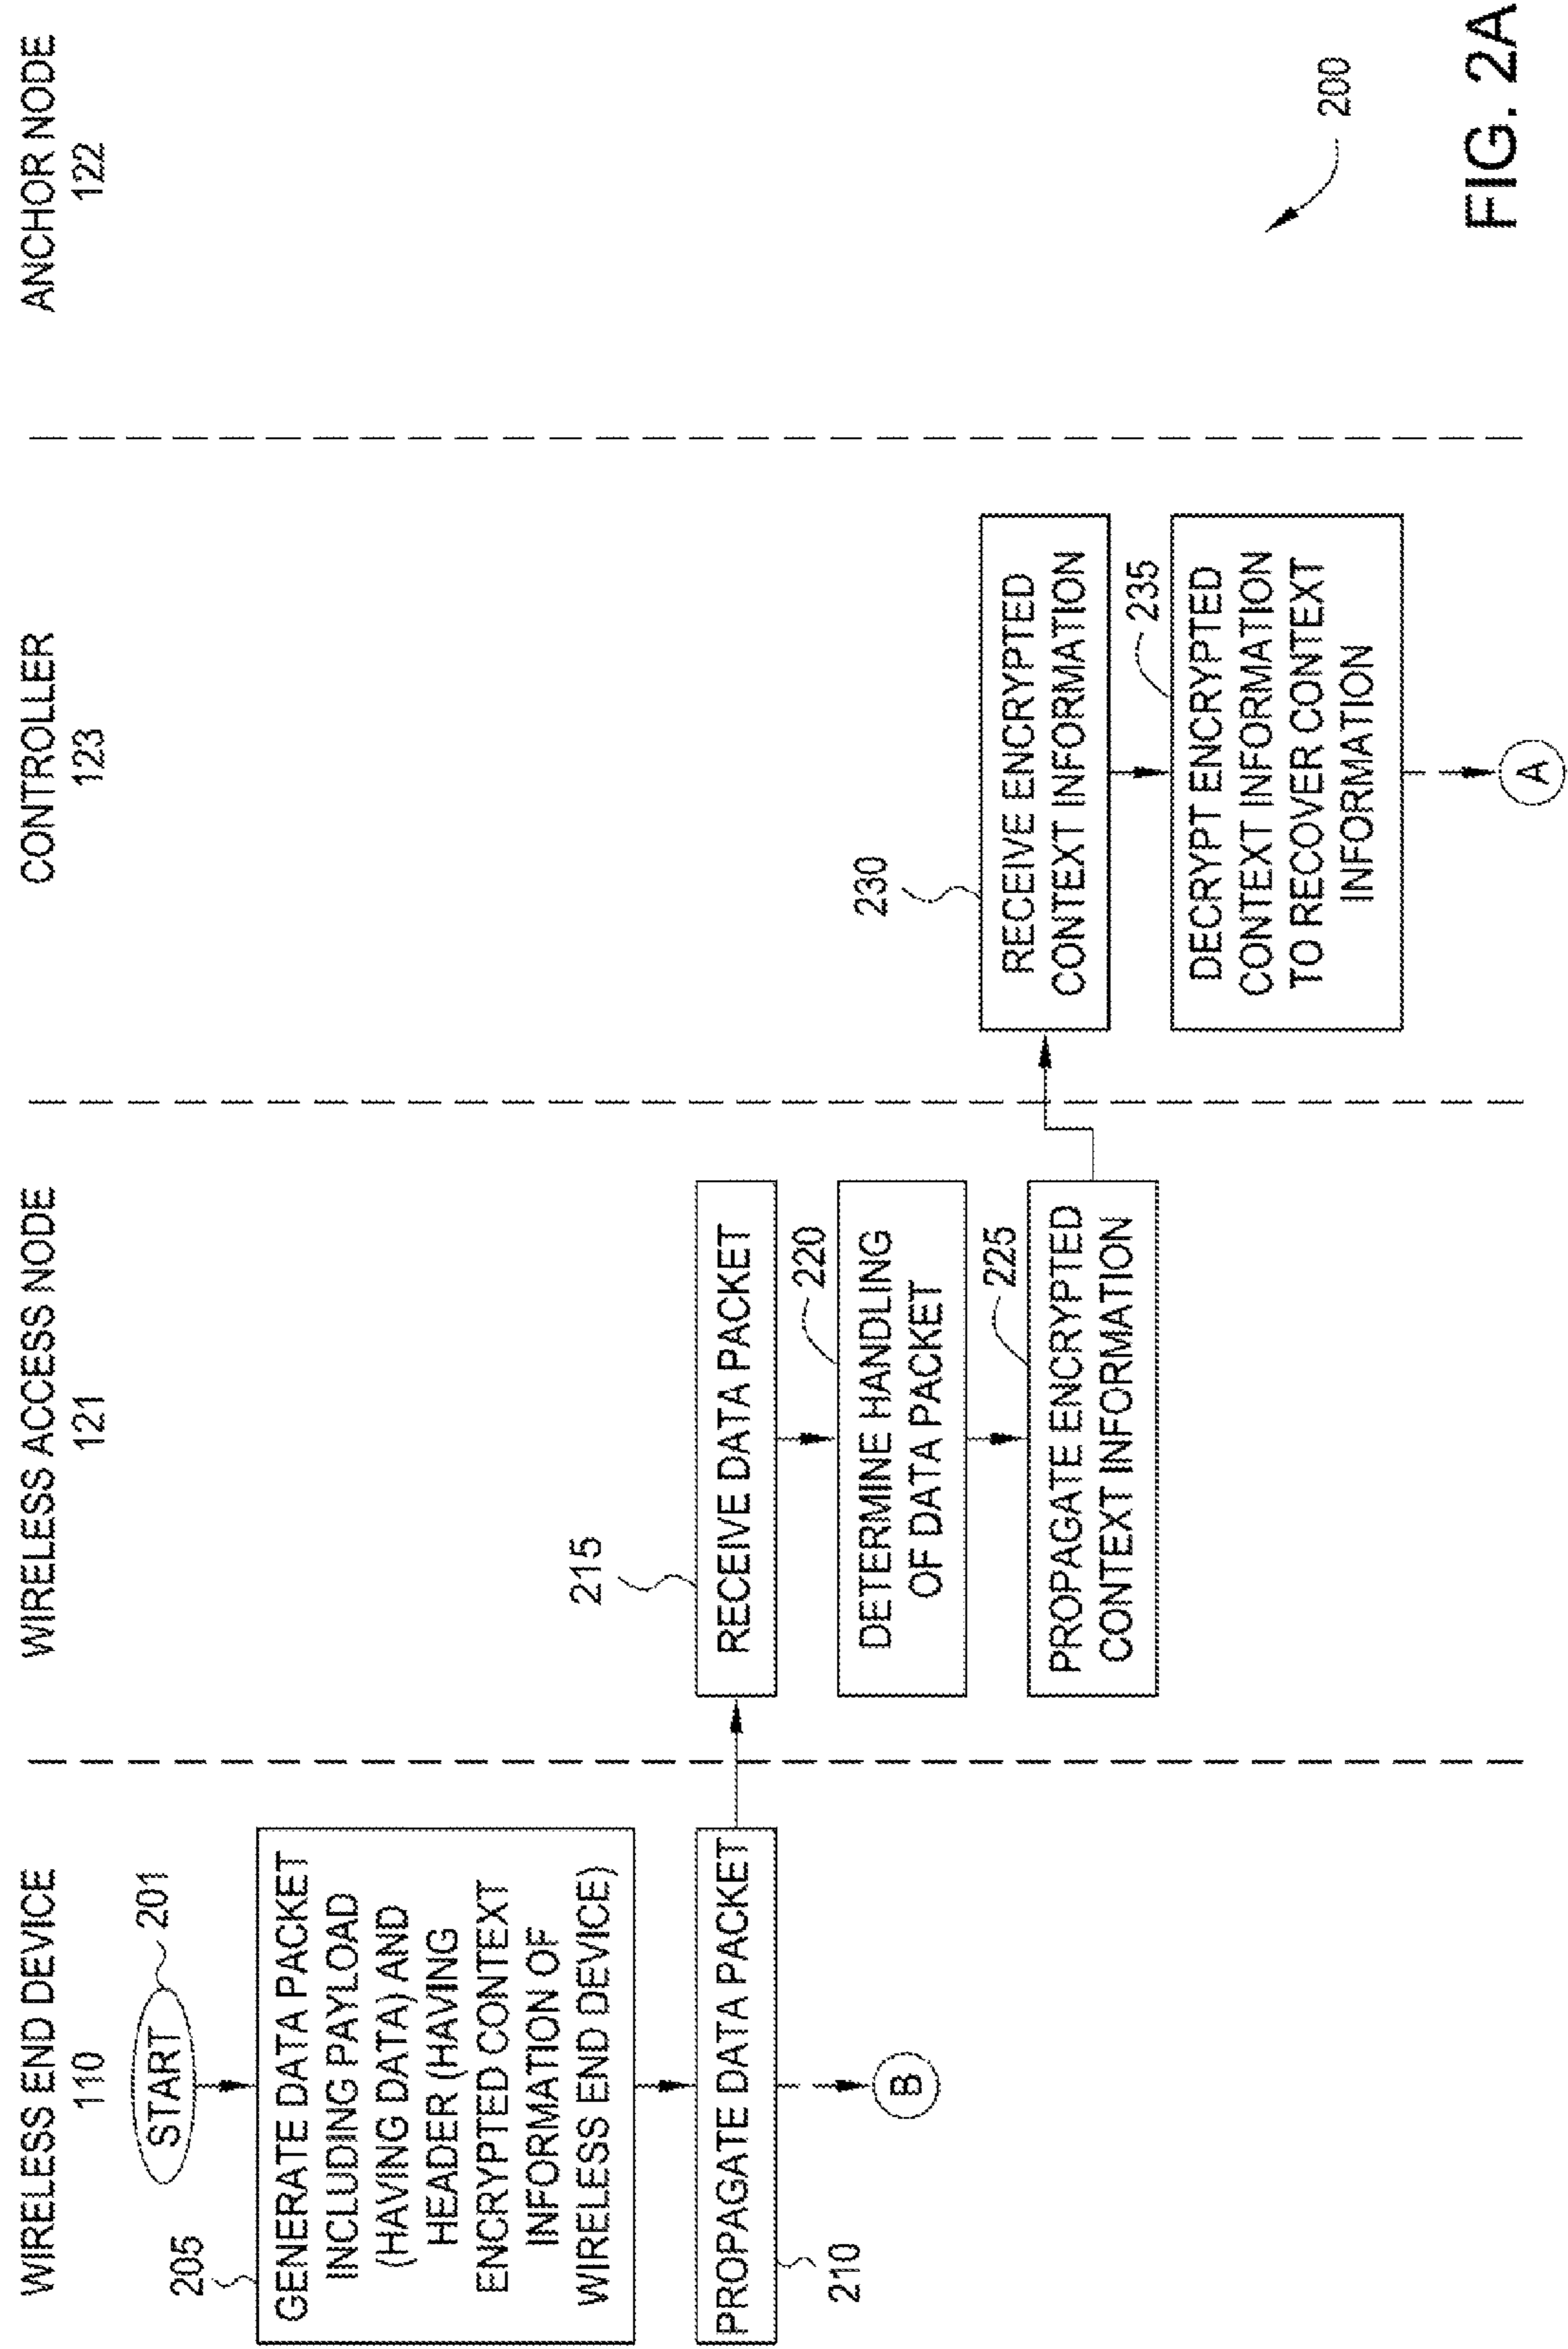 WIRELESS END DEVICE
110
WIRELESS ACCESS NODE
121
CONTROLLER
123
ANCHOR NODE
122
START
201
205
GENERATE DATA PACKET
INCLUDING PAYLOAD
(HAVING DATA) AND
HEADER (HAVING
ENCRYPTED CONTEXT
INFORMATION OF
WIRELESS END DEVICE)
PROPAGATE DATA PACKET
210
B
215
RECEIVE DATA PACKET
220
DETERMINE HANDLING
OF DATA PACKET
225
PROPAGATE ENCRYPTED
CONTEXT INFORMATION
230
RECEIVE ENCRYPTED
CONTEXT INFORMATION
235
DECRYPT ENCRYPTED
CONTEXT INFORMATION
TO RECOVER CONTEXT
INFORMATION
A
200
FIG. 2A